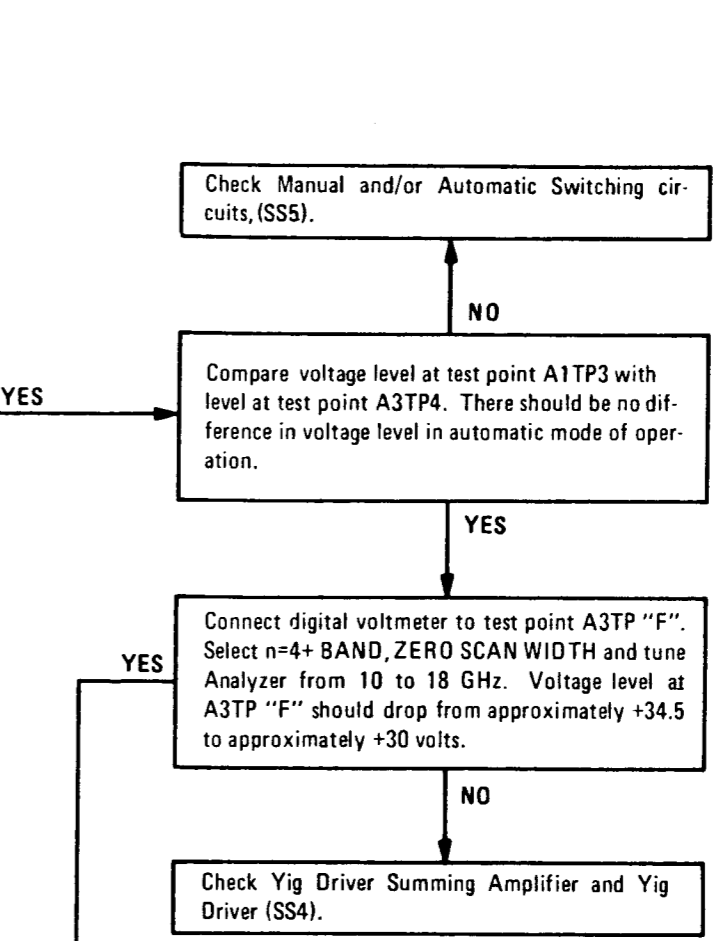 Check Manual and/or Automatic Switching cir-
cuits, (SS5).
NO
Compare voltage level at test point A1TP3 with
level at test point A3TP4. There should be no dif-
ference in voltage level in automatic mode of oper-
ation.
YES
YES
Connect digital voltmeter to test point A3TP "F".
Select n=4+ BAND, ZERO SCAN WIDTH and tune
Analyzer from 10 to 18 GHz. Voltage level at
A3TP "F" should drop from approximately +34.5
to approximately +30 volts.
YES
NO
Check Yig Driver Summing Amplifier and Yig
Driver (SS4).